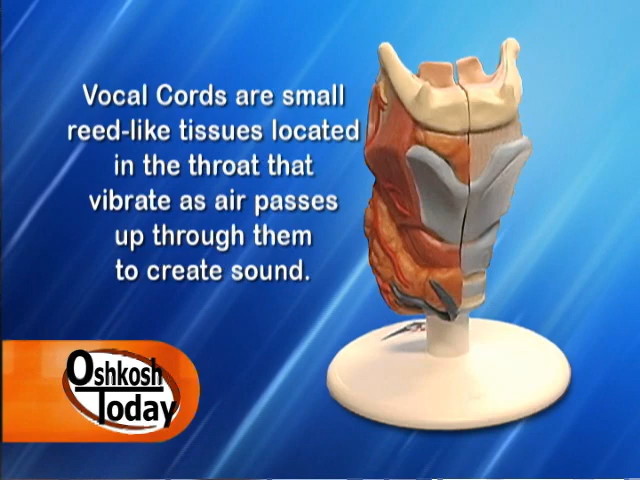 Vocal Cords are small
reed-like tissues located
in the throat that
vibrate as air passes
up through them
to create sound.
Oshkosh
Today